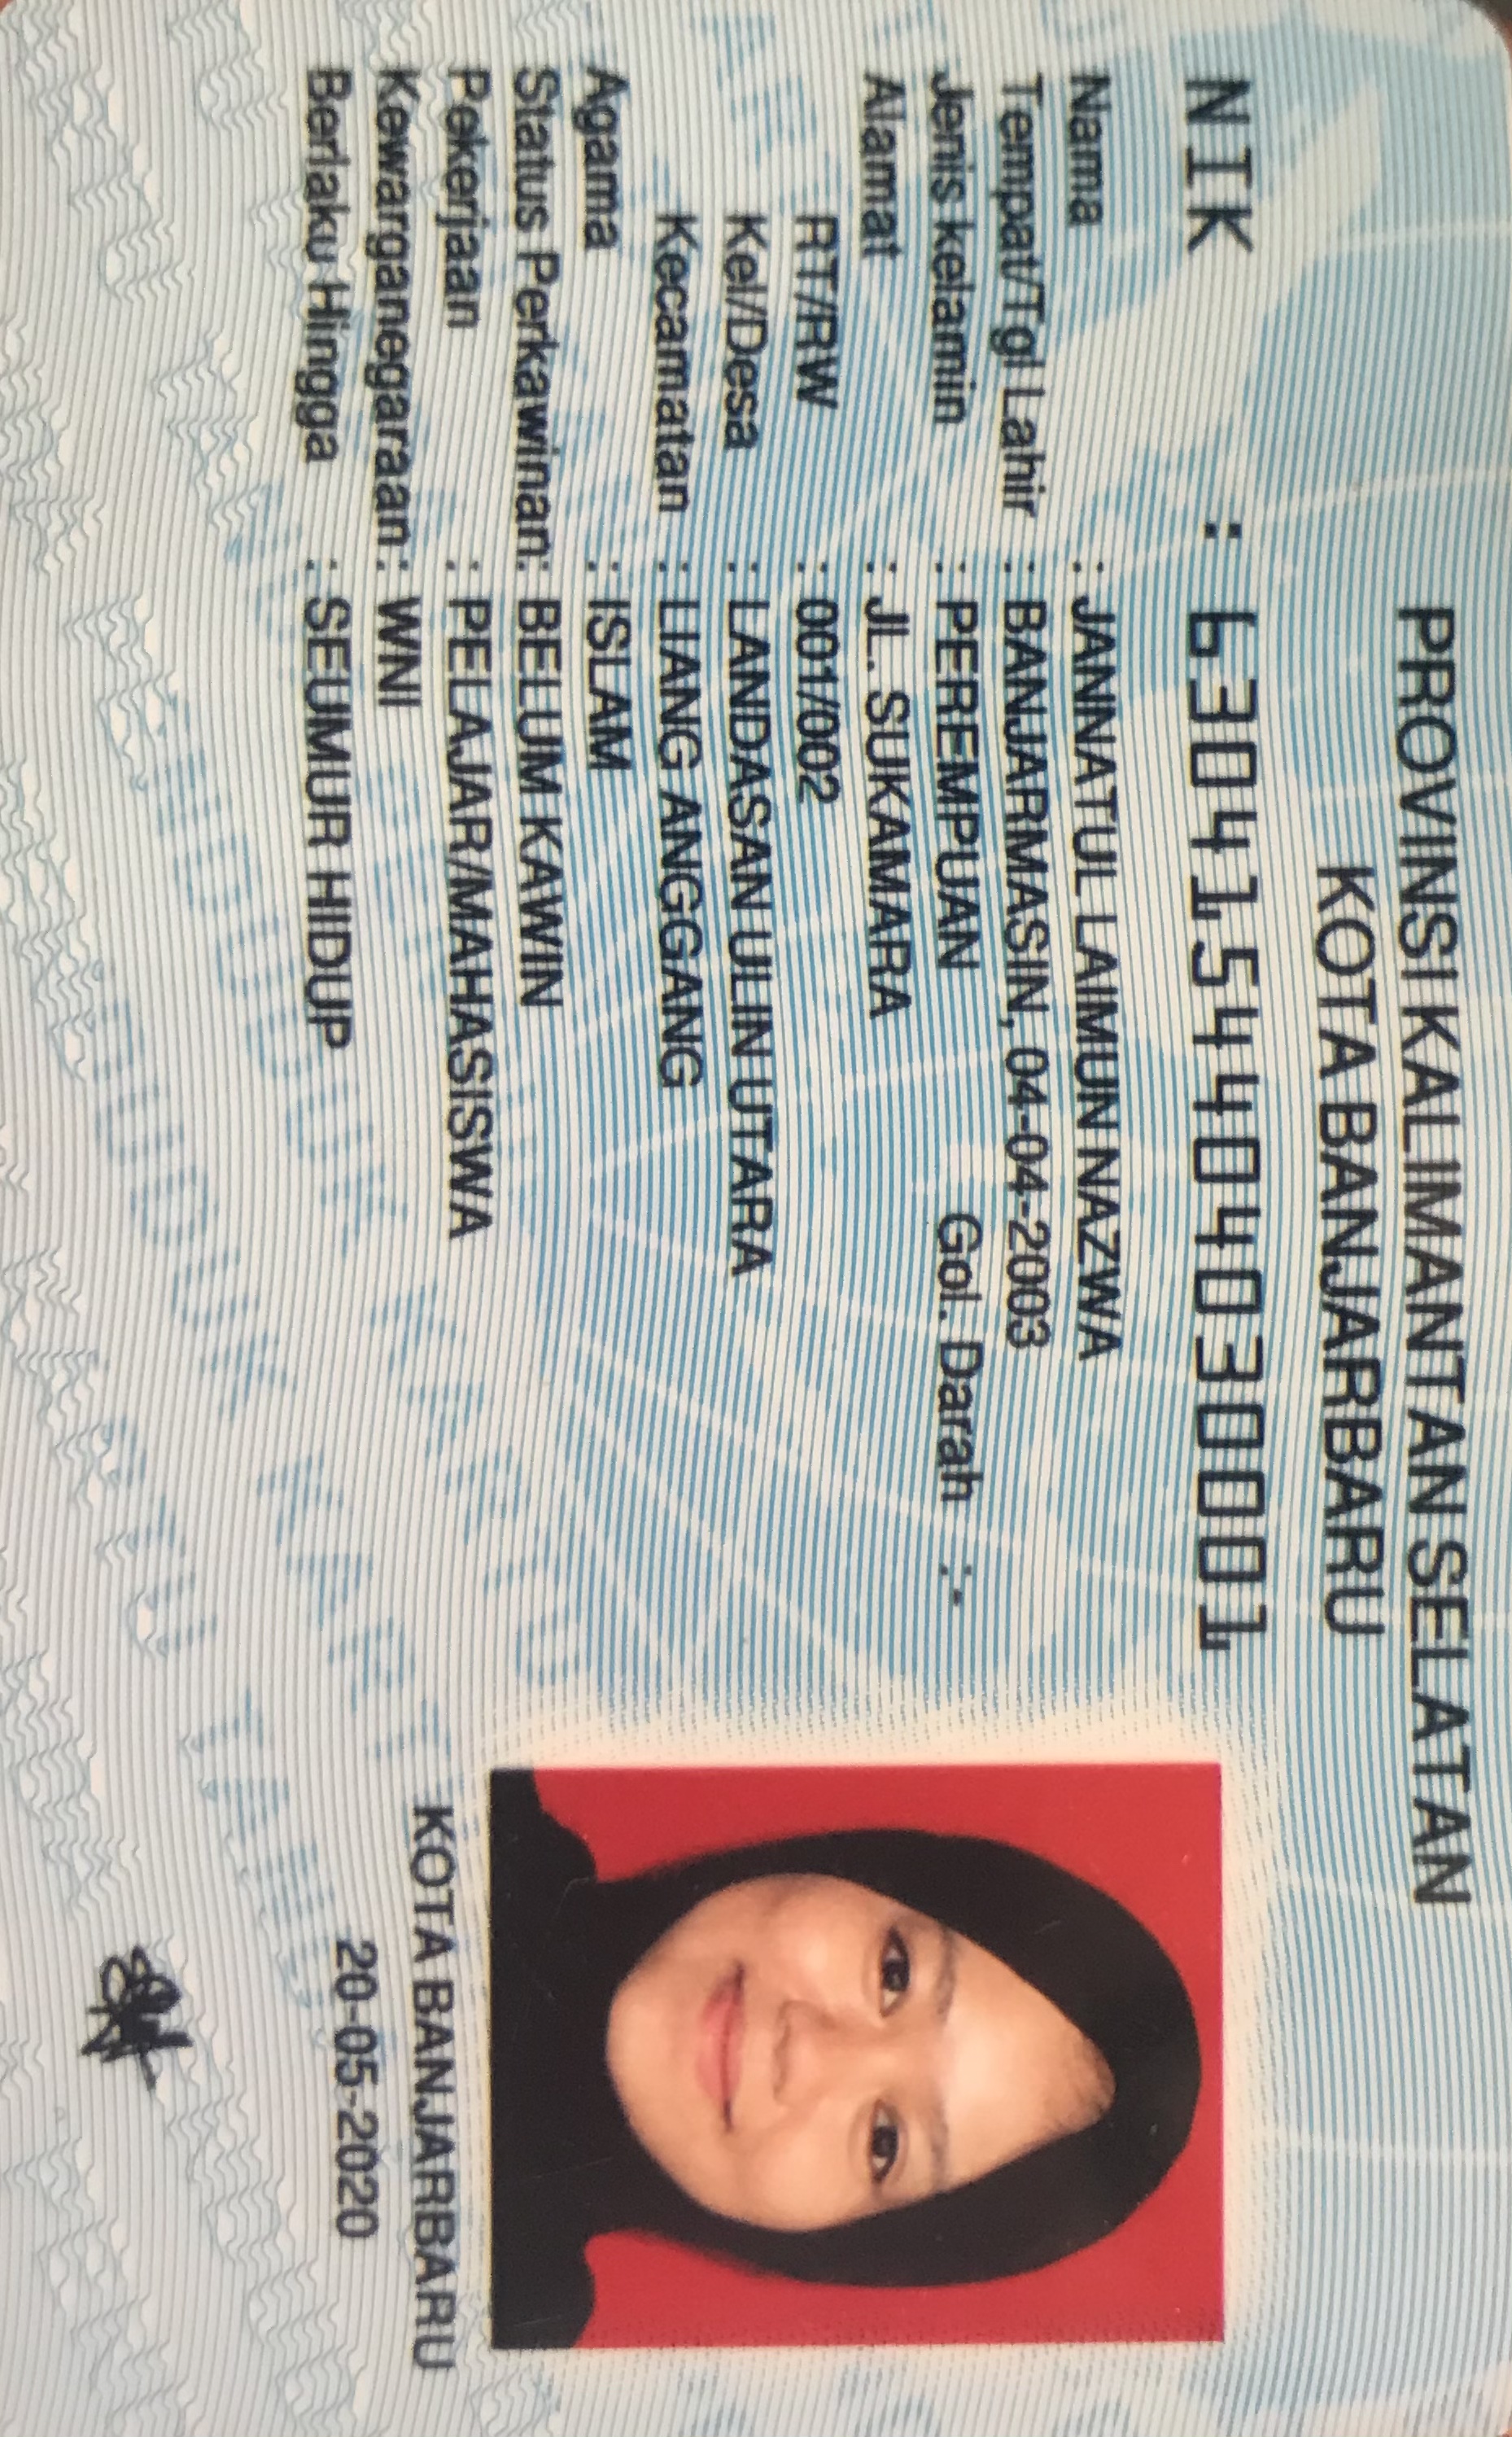 PROVINSI KALIMANTAN SELATAN
KOTA BANJARBARU
NIK : 6304154404030001
Nama : JANNATUL LAIMUN NAZWA
Tempat/Tgl Lahir : BANJARMASIN, 04-04-2003
Jenis kelamin : PEREMPUAN Gol. Darah :-
Alamat : JL. SUKAMARA
RT/RW : 001/002
Kel/Desa : LANDASAN ULIN UTARA
Kecamatan : LIANG ANGGANG
Agama : ISLAM
Status Perkawinan: BELUM KAWIN
Pekerjaan : PELAJAR/MAHASISWA
Kewarganegaraan : WNI
Berlaku Hingga : SEUMUR HIDUP
KOTA BANJARBARU
20-05-2020